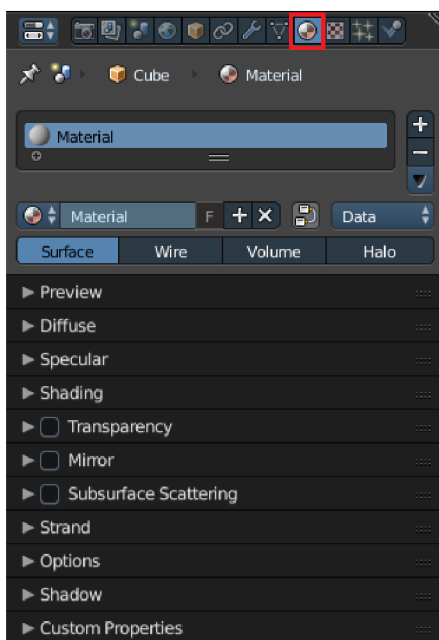 Cube Material
Material
Material F Data
Surface Wire Volume Halo
Preview
Diffuse
Specular
Shading
Transparency
Mirror
Subsurface Scattering
Strand
Options
Shadow
Custom Properties